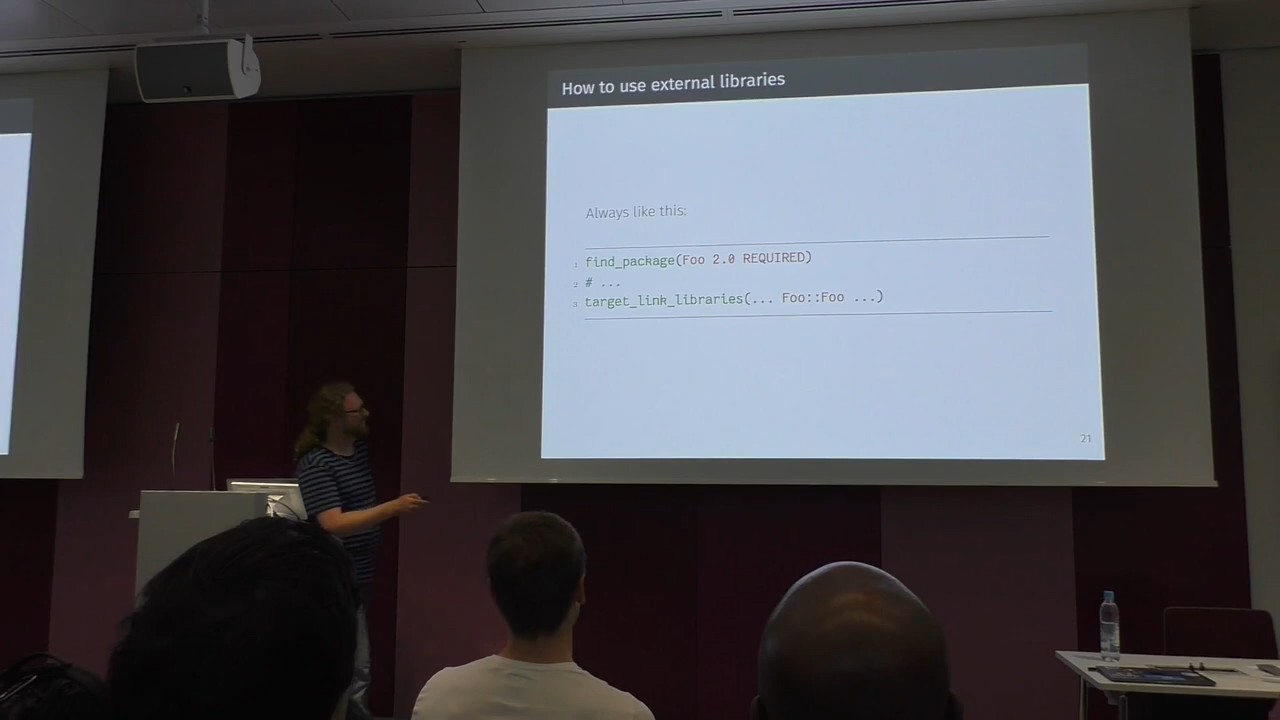 How to use external libraries
Always like this:
1 find_package(Foo 2.0 REQUIRED)
2 # ...
3 target_link_libraries(... Foo::Foo ...)
21